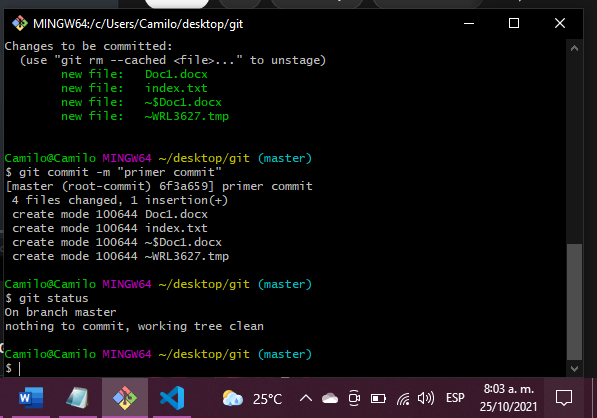 MINGW64:/c/Users/Camilo/desktop/git
Changes to be committed:
  (use "git rm --cached <file>..." to unstage)
        new file:   Doc1.docx
        new file:   index.txt
        new file:   ~$Doc1.docx
        new file:   ~WRL3627.tmp
Camilo@Camilo MINGW64 ~/desktop/git (master)
$ git commit -m "primer commit"
[master (root-commit) 6f3a659] primer commit
 4 files changed, 1 insertion(+)
 create mode 100644 Doc1.docx
 create mode 100644 index.txt
 create mode 100644 ~$Doc1.docx
 create mode 100644 ~WRL3627.tmp
Camilo@Camilo MINGW64 ~/desktop/git (master)
$ git status
On branch master
nothing to commit, working tree clean
Camilo@Camilo MINGW64 ~/desktop/git (master)
$
25°C ESP 8:03 a. m.
25/10/2021